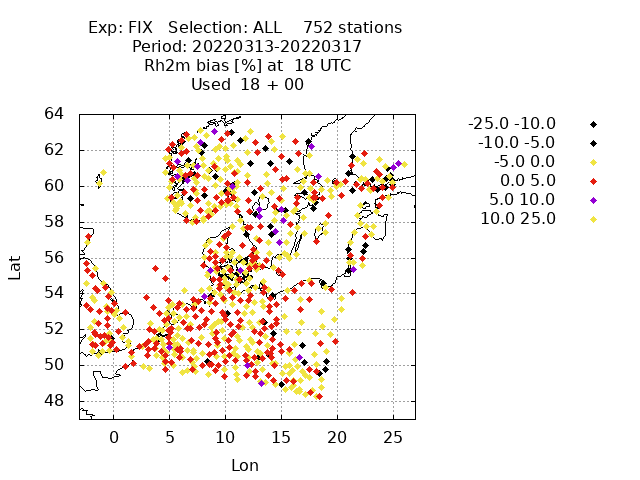 Exp: FIX   Selection: ALL    752 stations
Period: 20220313-20220317
Rh2m bias [%] at  18 UTC
Used  18 + 00
-25.0 -10.0
-10.0 -5.0
-5.0 0.0
0.0 5.0
5.0 10.0
10.0 25.0
64
62
60
58
56
54
52
50
48
Lat
0 5 10 15 20 25
Lon